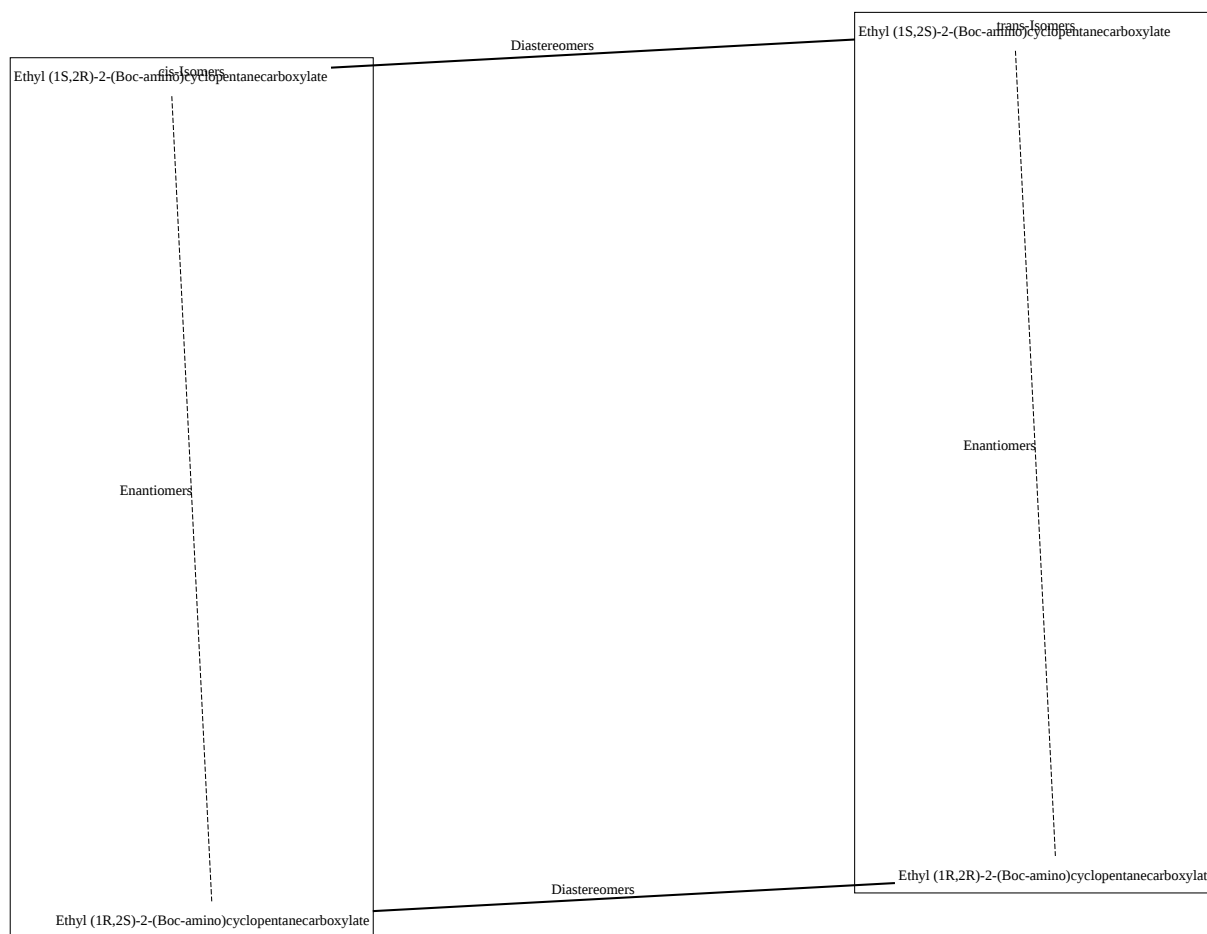 trans-Isomers
Ethyl (1S,2S)-2-(Boc-amino)cyclopentanecarboxylate
Diastereomers
cis-Isomers
Ethyl (1S,2R)-2-(Boc-amino)cyclopentanecarboxylate
Enantiomers
Enantiomers
Ethyl (1R,2R)-2-(Boc-amino)cyclopentanecarboxylat
Diastereomers
Ethyl (1R,2S)-2-(Boc-amino)cyclopentanecarboxylate